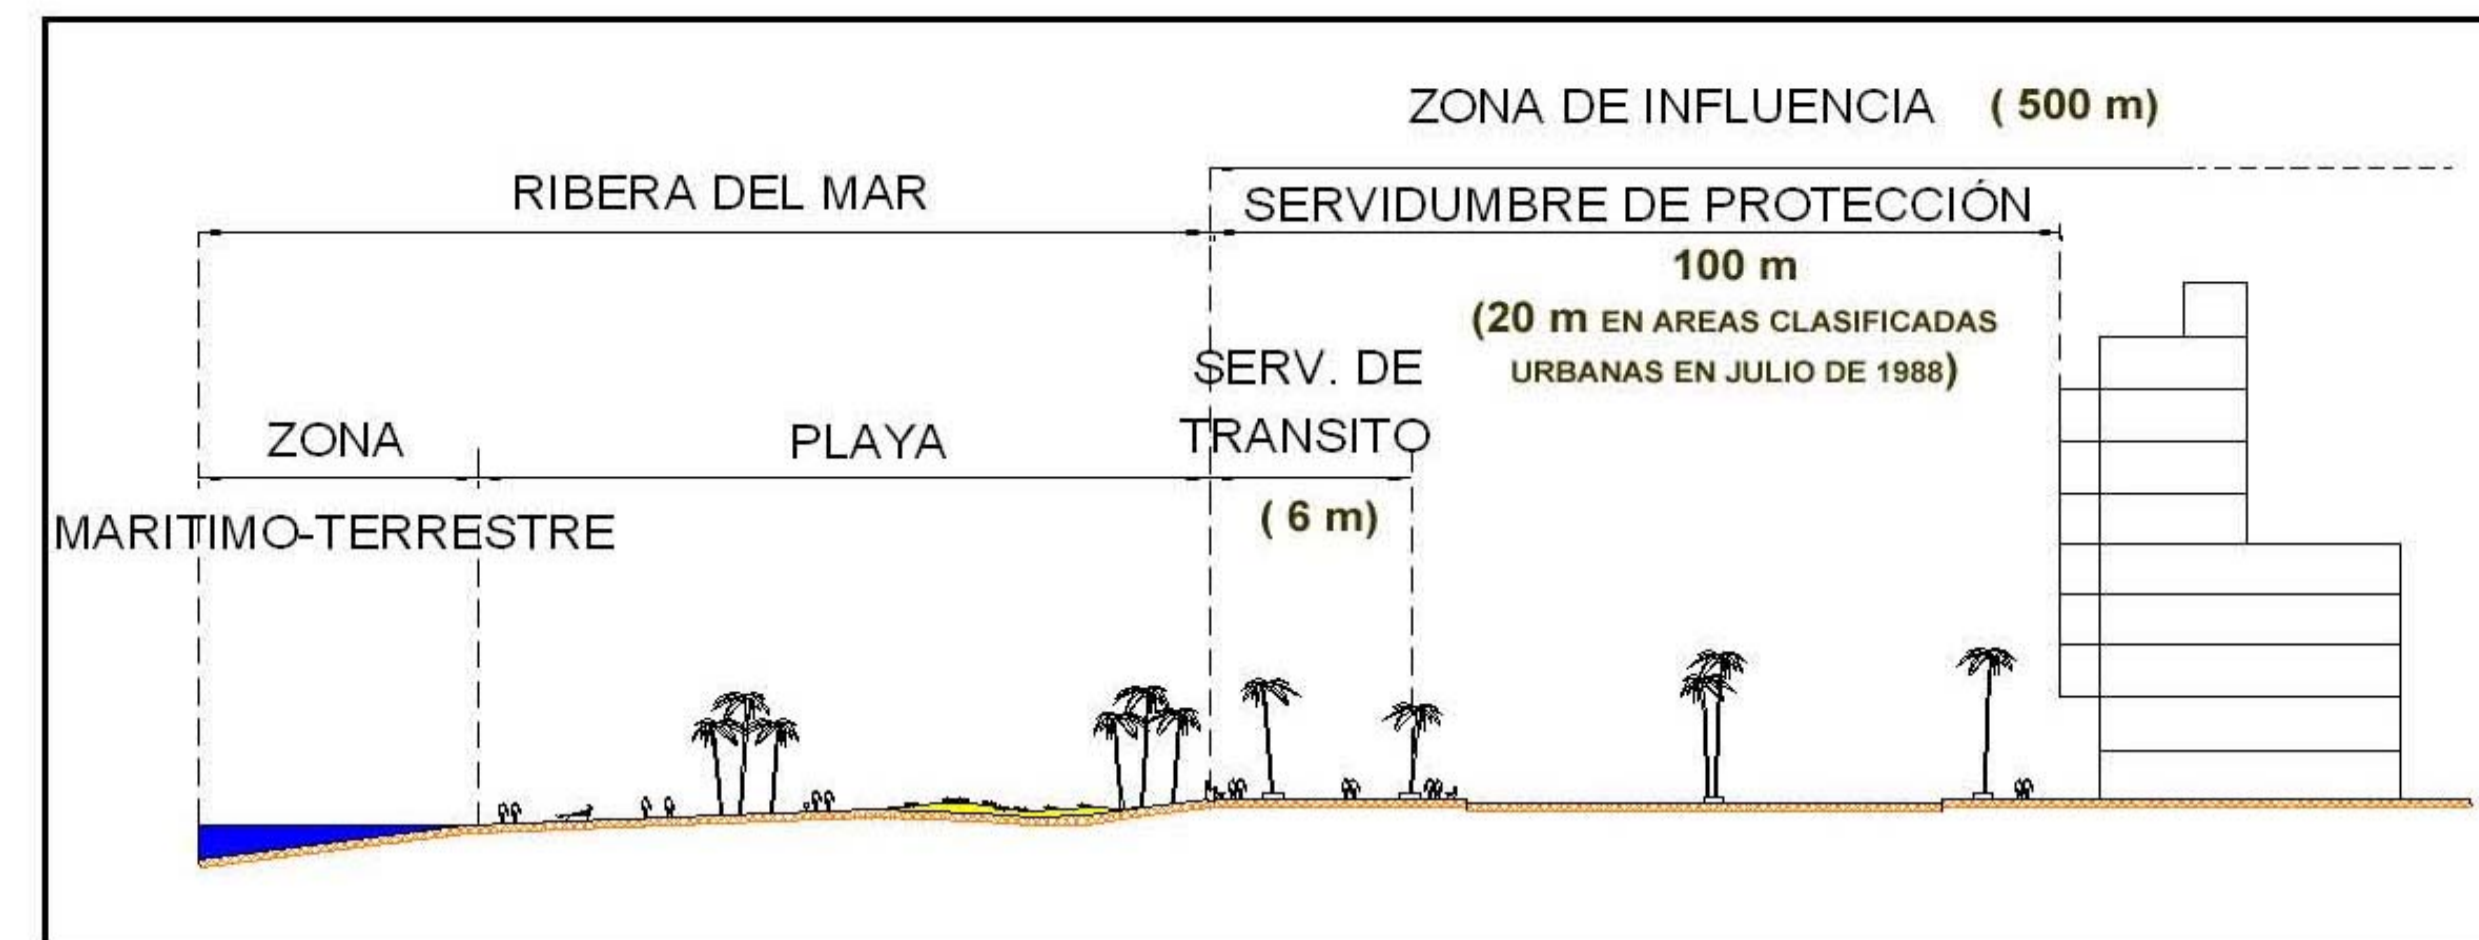 ZONA DE INFLUENCIA ( 500 m)
RIBERA DEL MAR
SERVIDUMBRE DE PROTECCIÓN
100 m
(20 m EN AREAS CLASIFICADAS
URBANAS EN JULIO DE 1988)
SERV. DE
TRANSITO
( 6 m)
ZONA
MARITIMO-TERRESTRE
PLAYA